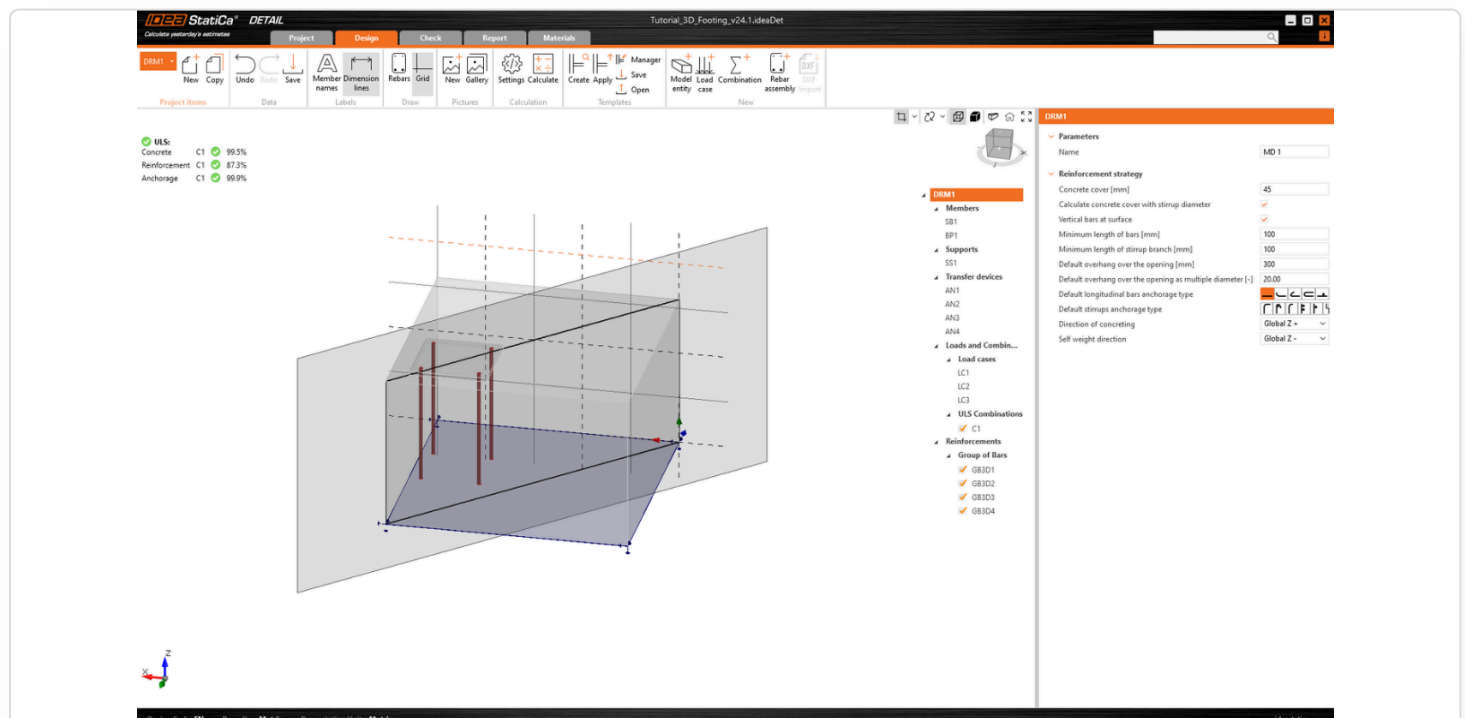 IDEA StatiCa® DETAIL
Calculate yesterday's estimates
Tutorial_3D_Footing_v24.1.ideaDet
Project Design Check Report Materials
DRM1
New Copy Undo Redo Save Member names Dimension lines Rebars Grid New Gallery Settings Calculate Create Apply Manager Save Open Model entity Load case Combination Rebar assembly DXF Import
Project Items Data Labels Draw Pictures Calculation Templates New
ULS:
Concrete C1 99.5%
Reinforcement C1 87.3%
Anchorage C1 99.9%
Z
X
DRM1
Members
SB1
BP1
Supports
SS1
Transfer devices
AN1
AN2
AN3
AN4
Loads and Combin...
Load cases
LC1
LC2
LC3
ULS Combinations
C1
Reinforcements
Group of Bars
GB3D1
GB3D2
GB3D3
GB3D4
DRM1
Parameters
Name MD 1
Reinforcement strategy
Concrete cover [mm] 45
Calculate concrete cover with stirrup diameter
Vertical bars at surface
Minimum length of bars [mm] 100
Minimum length of stirrup branch [mm] 100
Default overhang over the opening [mm] 300
Default overhang over the opening as multiple diameter [-] 20.00
Default longitudinal bars anchorage type
Default stirrups anchorage type
Direction of concreting Global Z +
Self weight direction Global Z -